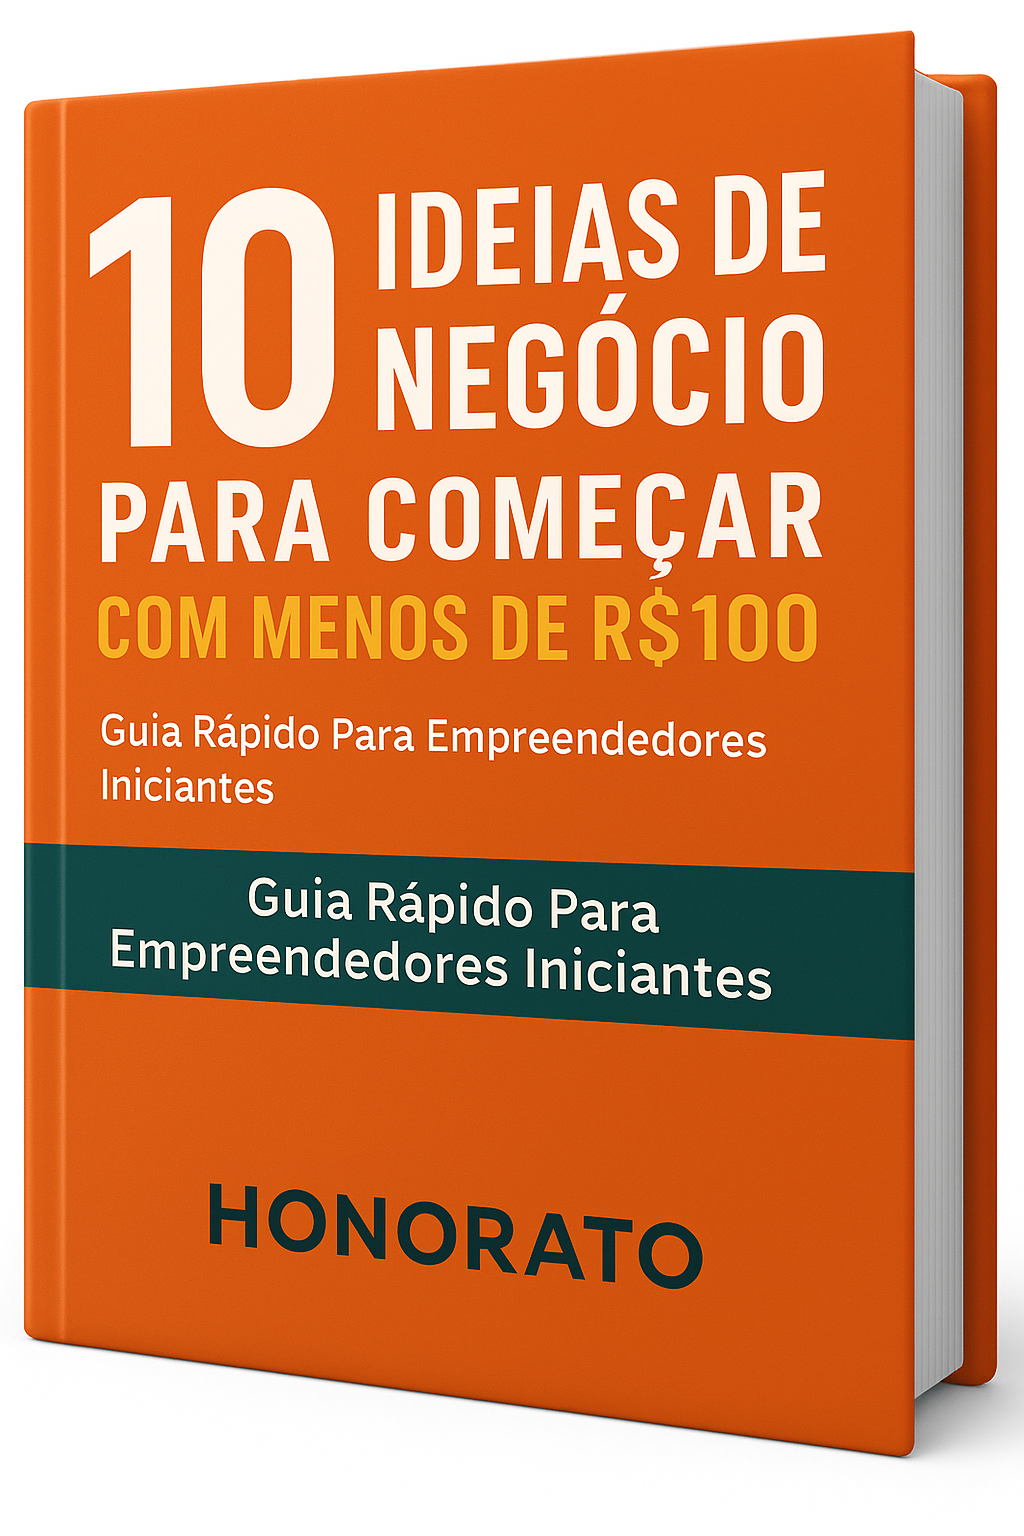 10 IDEIAS DE
NEGÓCIO
PARA COMEÇAR
COM MENOS DE R$100
Guia Rápido Para Empreendedores
Iniciantes
Guia Rápido Para
Empreendedores Iniciantes
HONORATO